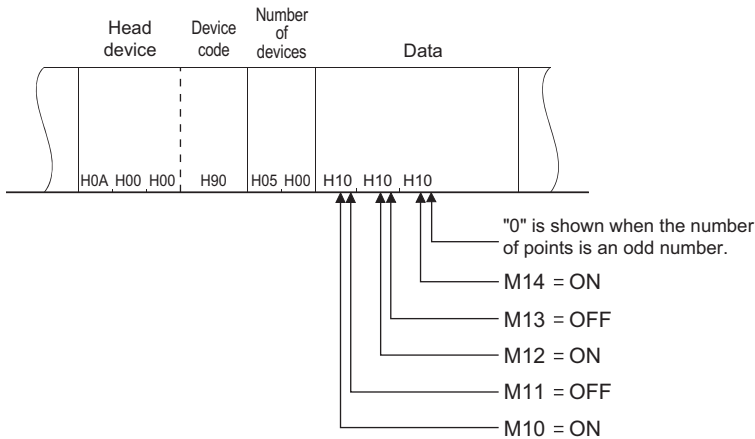 Head
device
Device
code
Number
of
devices
Data
H0A H00 H00 H90 H05 H00 H10 H10 H10
"0" is shown when the number
of points is an odd number.
M14 = ON
M13 = OFF
M12 = ON
M11 = OFF
M10 = ON